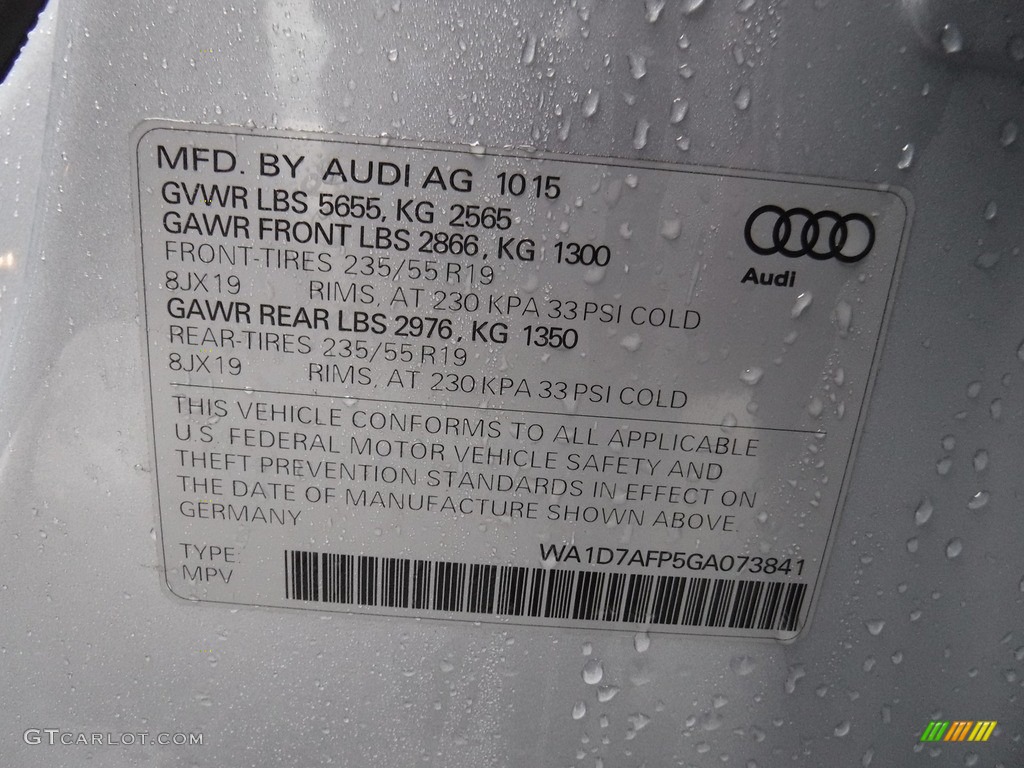 MFD. BY AUDI AG 1015
GVWR LBS 5655, KG 2565
GAWR FRONT LBS 2866, KG 1300
FRONT-TIRES 235/55 R19
8JX19 RIMS, AT 230 KPA 33 PSI COLD
GAWR REAR LBS 2976, KG 1350
REAR-TIRES 235/55 R19
8JX19 RIMS, AT 230 KPA 33 PSI COLD
Audi
THIS VEHICLE CONFORMS TO ALL APPLICABLE
U.S. FEDERAL MOTOR VEHICLE SAFETY AND
THEFT PREVENTION STANDARDS IN EFFECT ON
THE DATE OF MANUFACTURE SHOWN ABOVE.
GERMANY
WA1D7AFP5GA073841
TYPE:
MPV
GTCARLOT.COM